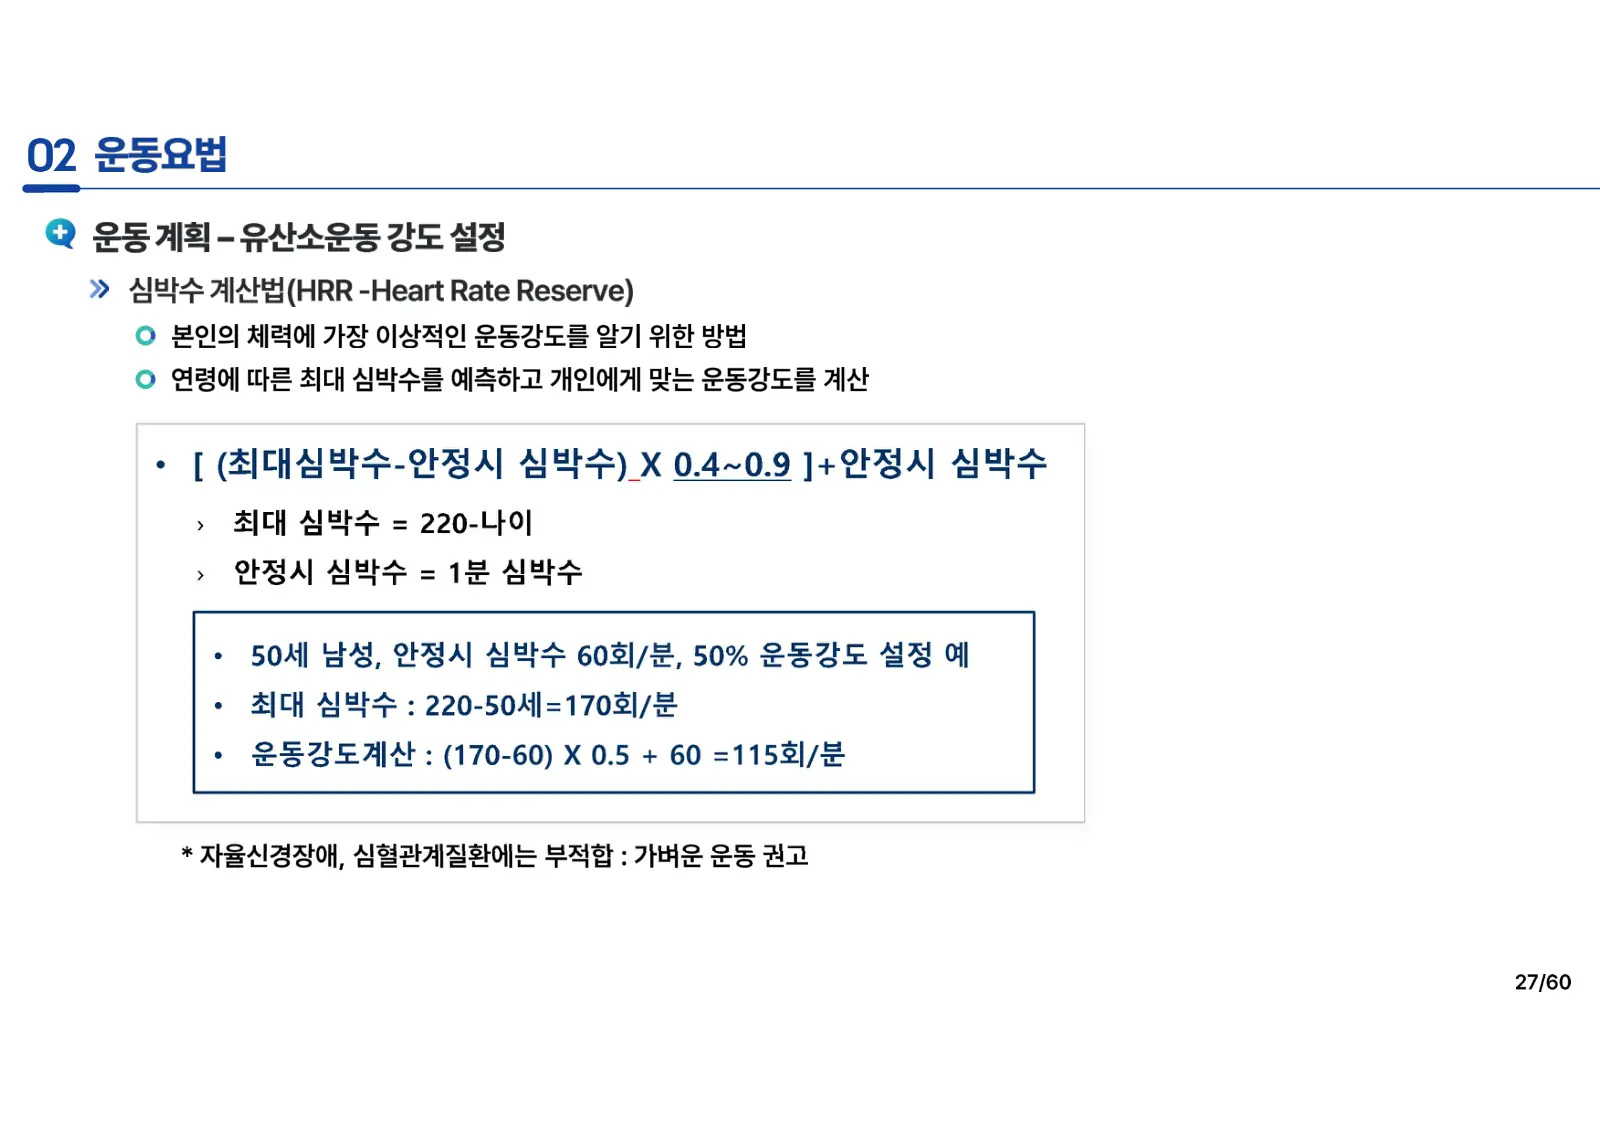 02 운동요법
운동 계획 – 유산소운동 강도 설정
심박수 계산법(HRR -Heart Rate Reserve)
본인의 체력에 가장 이상적인 운동강도를 알기 위한 방법
연령에 따른 최대 심박수를 예측하고 개인에게 맞는 운동강도를 계산
• [ (최대심박수-안정시 심박수) X 0.4~0.9 ]+안정시 심박수
› 최대 심박수 = 220-나이
› 안정시 심박수 = 1분 심박수
• 50세 남성, 안정시 심박수 60회/분, 50% 운동강도 설정 예
• 최대 심박수 : 220-50세=170회/분
• 운동강도계산 : (170-60) X 0.5 + 60 =115회/분
* 자율신경장애, 심혈관계질환에는 부적합 : 가벼운 운동 권고
27/60